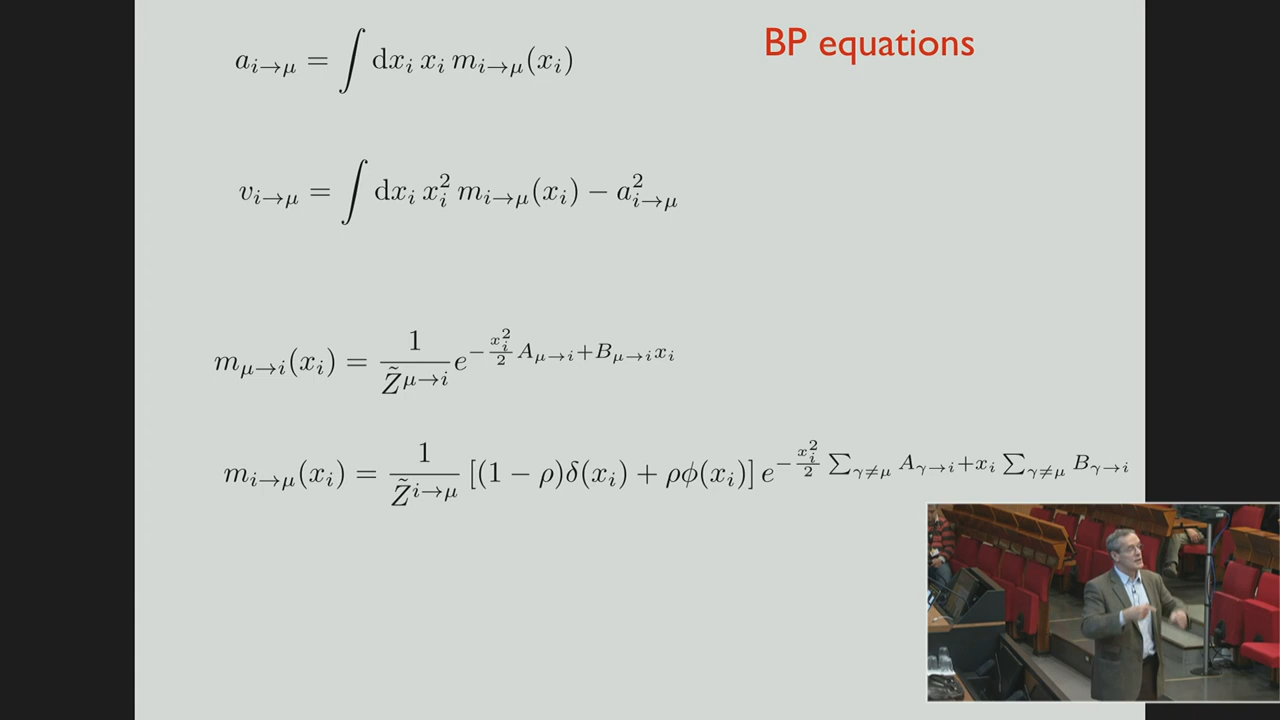 BP equations
a_{i→μ} = ∫ dx_i x_i m_{i→μ}(x_i)
v_{i→μ} = ∫ dx_i x_i^2 m_{i→μ}(x_i) − a_{i→μ}^2
m_{μ→i}(x_i) = \frac{1}{\tilde{Z}^{μ→i}} e^{−\frac{x_i^2}{2} A_{μ→i} + B_{μ→i} x_i}
m_{i→μ}(x_i) = \frac{1}{\tilde{Z}^{i→μ}} [(1 − ρ)δ(x_i) + ρϕ(x_i)] e^{−\frac{x_i^2}{2} ∑_{γ≠μ} A_{γ→i} + x_i ∑_{γ≠μ} B_{γ→i}}